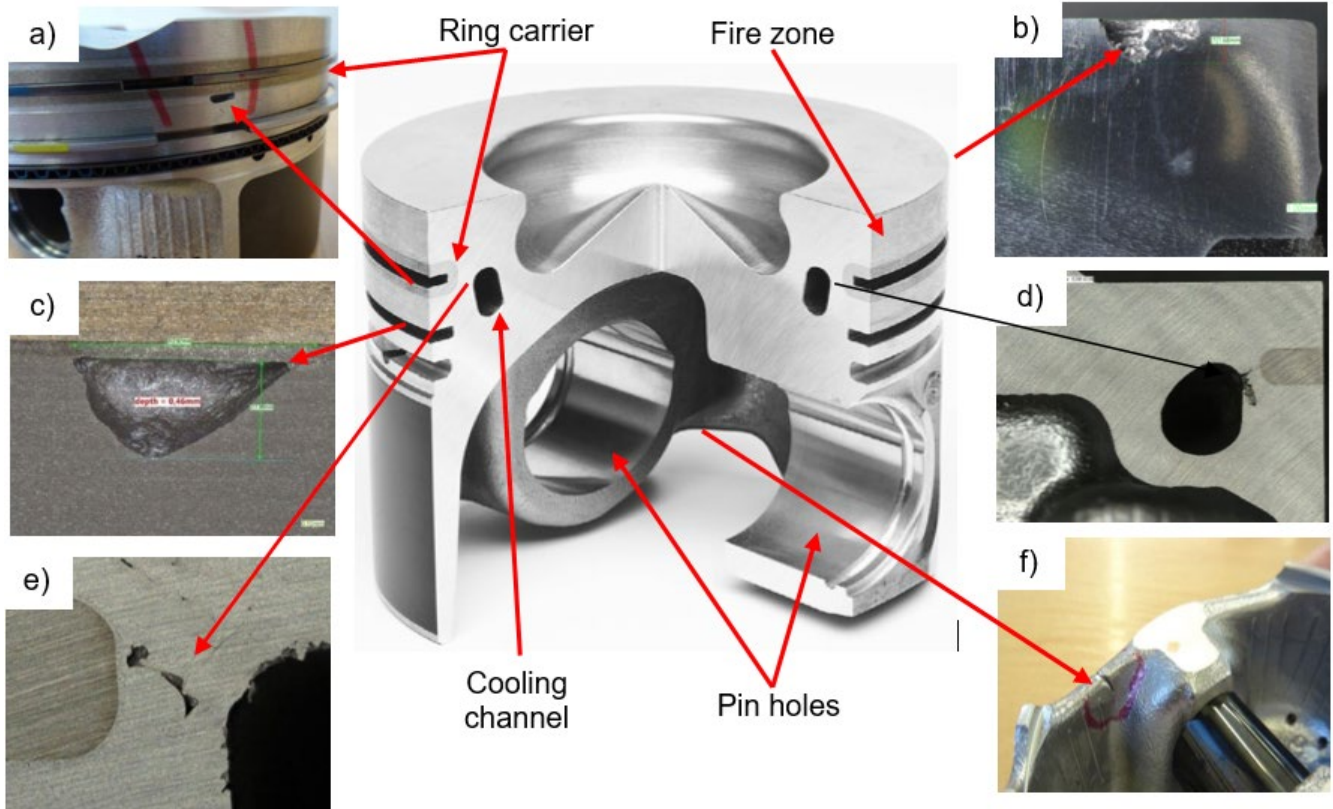 a)
Ring carrier
Fire zone
b)
c)
depth = 0,46mm
d)
e)
Cooling
channel
Pin holes
f)